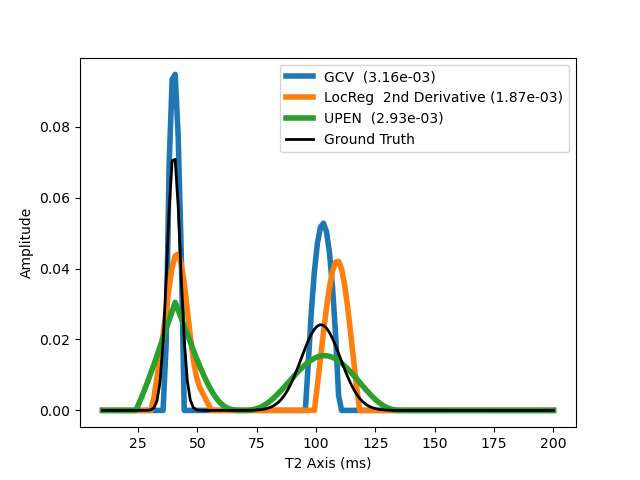 GCV (3.16e-03)
LocReg 2nd Derivative (1.87e-03)
UPEN (2.93e-03)
Ground Truth
0.08
0.06
0.04
0.02
0.00
Amplitude
25 50 75 100 125 150 175 200
T2 Axis (ms)